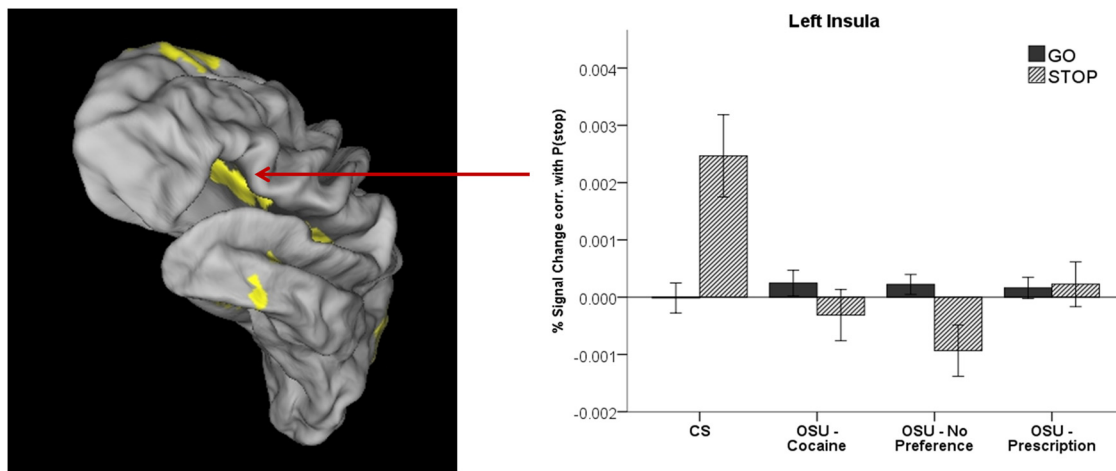 Left Insula
GO
STOP
% Signal Change corr. with P(stop)
0.004
0.003
0.002
0.001
0.000
-0.001
-0.002
CS
OSU -
Cocaine
OSU - No
Preference
OSU -
Prescription